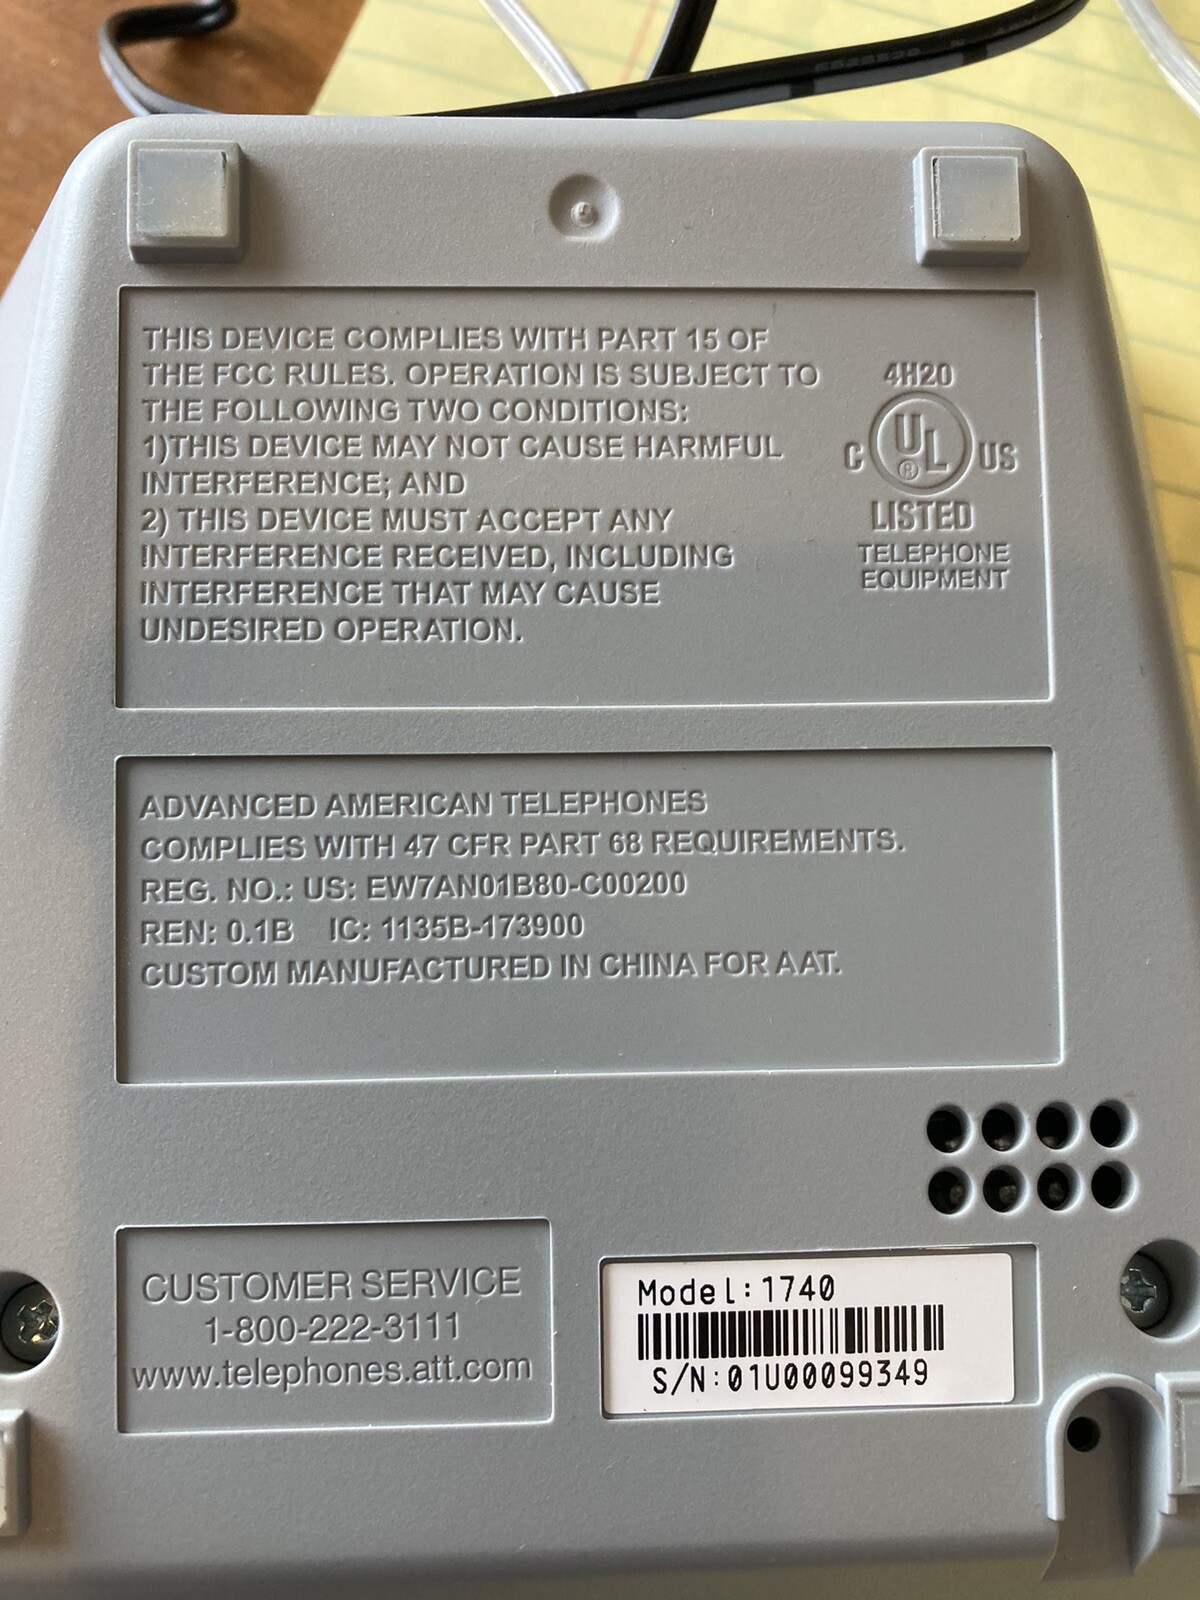 THIS DEVICE COMPLIES WITH PART 15 OF
THE FCC RULES. OPERATION IS SUBJECT TO
THE FOLLOWING TWO CONDITIONS:
1)THIS DEVICE MAY NOT CAUSE HARMFUL
INTERFERENCE; AND
2) THIS DEVICE MUST ACCEPT ANY
INTERFERENCE RECEIVED, INCLUDING
INTERFERENCE THAT MAY CAUSE
UNDESIRED OPERATION.
4H20
C UL ® US
LISTED
TELEPHONE
EQUIPMENT
ADVANCED AMERICAN TELEPHONES
COMPLIES WITH 47 CFR PART 68 REQUIREMENTS.
REG. NO.: US: EW7AN01B80-C00200
REN: 0.1B IC: 1135B-173900
CUSTOM MANUFACTURED IN CHINA FOR AAT.
CUSTOMER SERVICE
1-800-222-3111
www.telephones.att.com
Model:1740
S/N:01U00099349